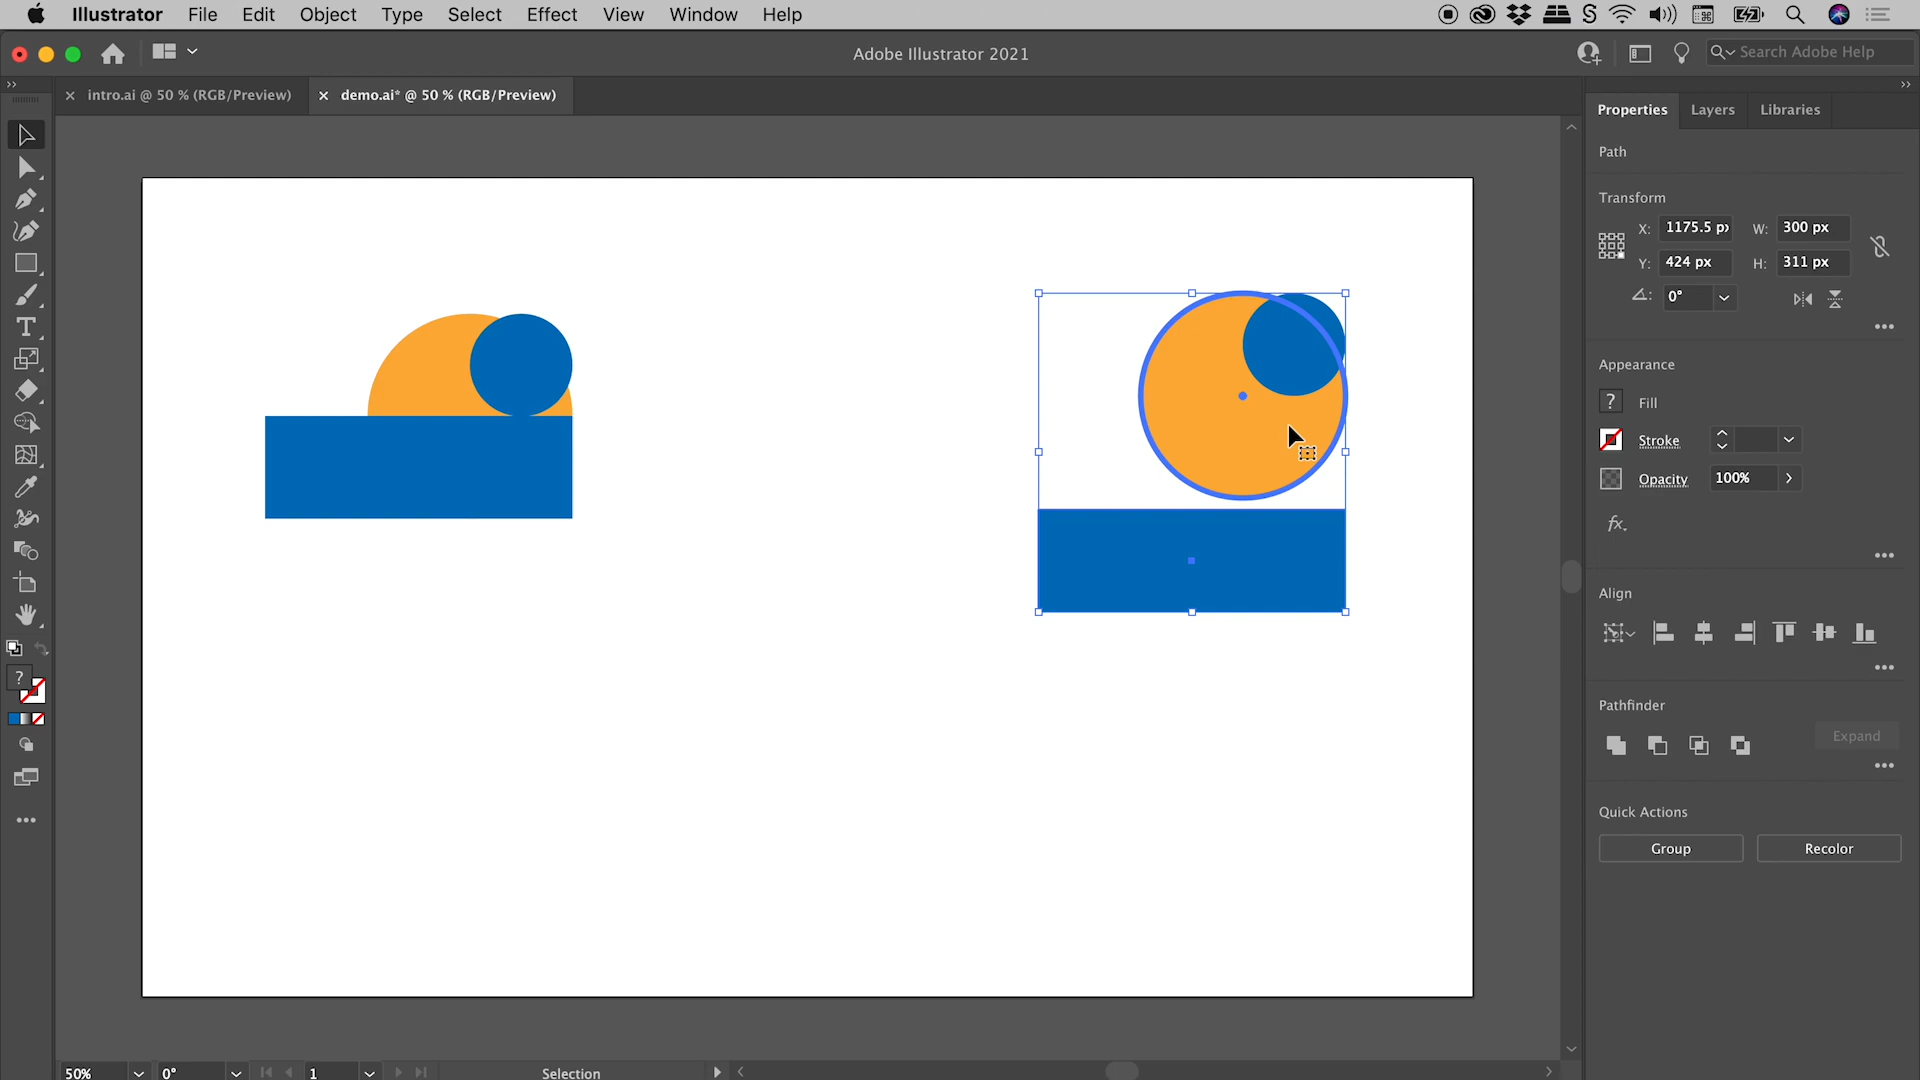 Illustrator File Edit Object Type Select Effect View Window Help
Adobe Illustrator 2021
Search Adobe Help
intro.ai @ 50 % (RGB/Preview)
demo.ai* @ 50 % (RGB/Preview)
Properties Layers Libraries
Path
Transform
X: 1175.5 px W: 300 px
Y: 424 px H: 311 px
0°
Appearance
? Fill
Stroke
Opacity 100%
fx.
Align
Pathfinder
Expand
Quick Actions
Group Recolor
?
50% 0° 1 Selection